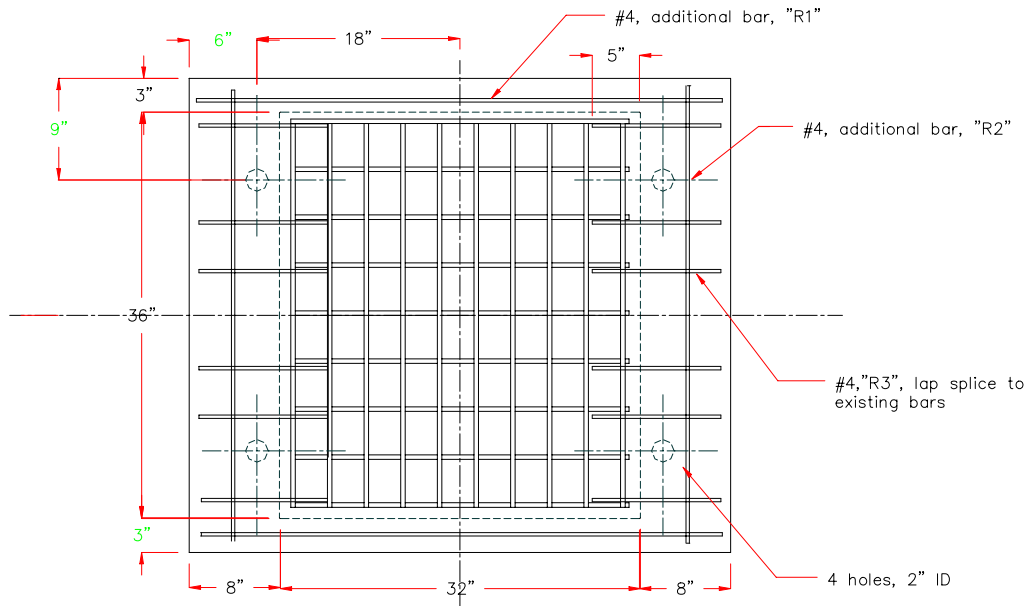 #4, additional bar, "R1"
6"
18"
5"
3"
9"
#4, additional bar, "R2"
36"
#4,"R3", lap splice to
existing bars
3"
8"
32"
8"
4 holes, 2" ID